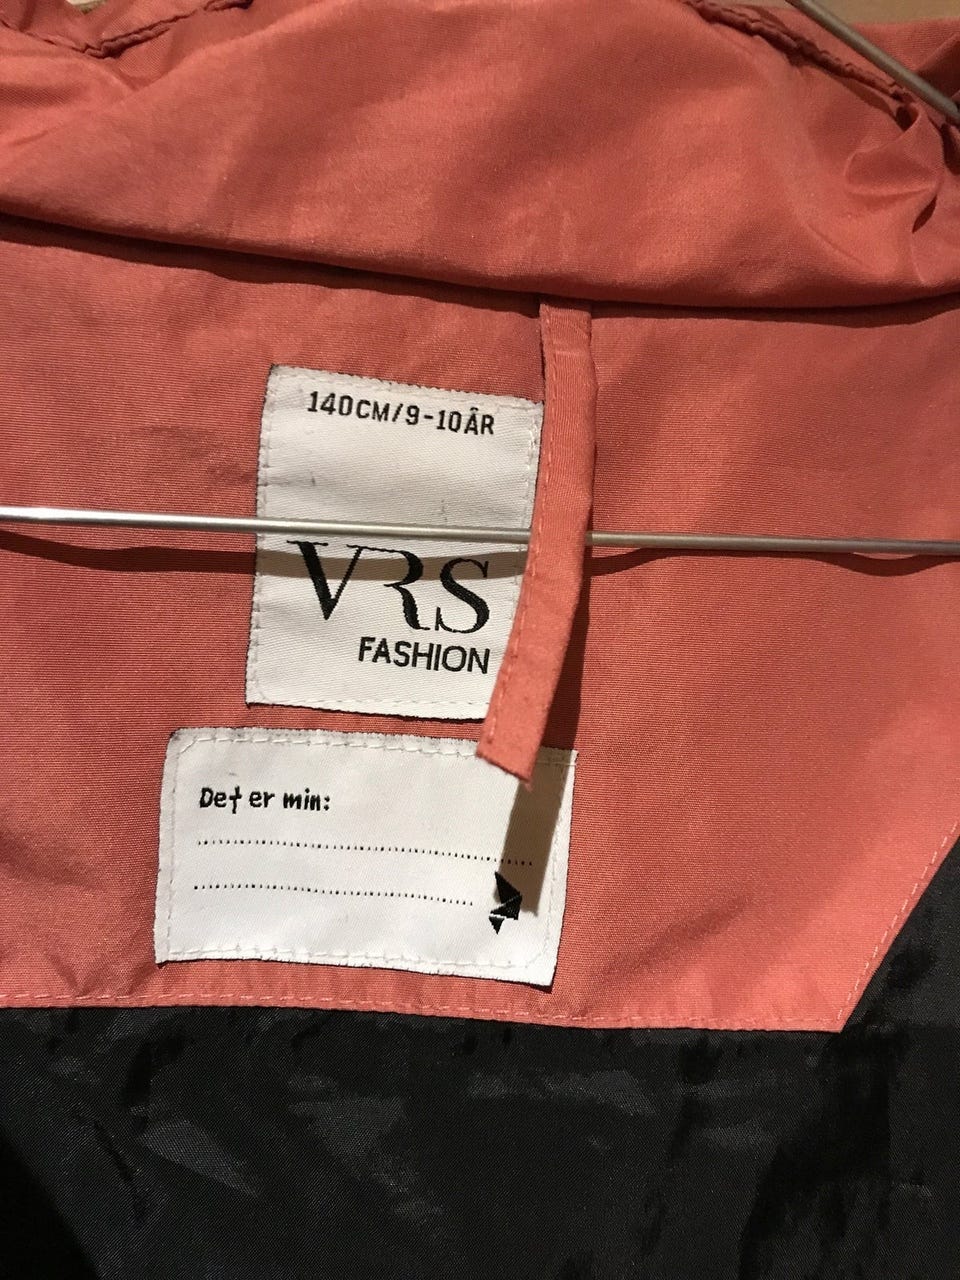 140CM/9-10ÅR
VRS
FASHION
Det er min: